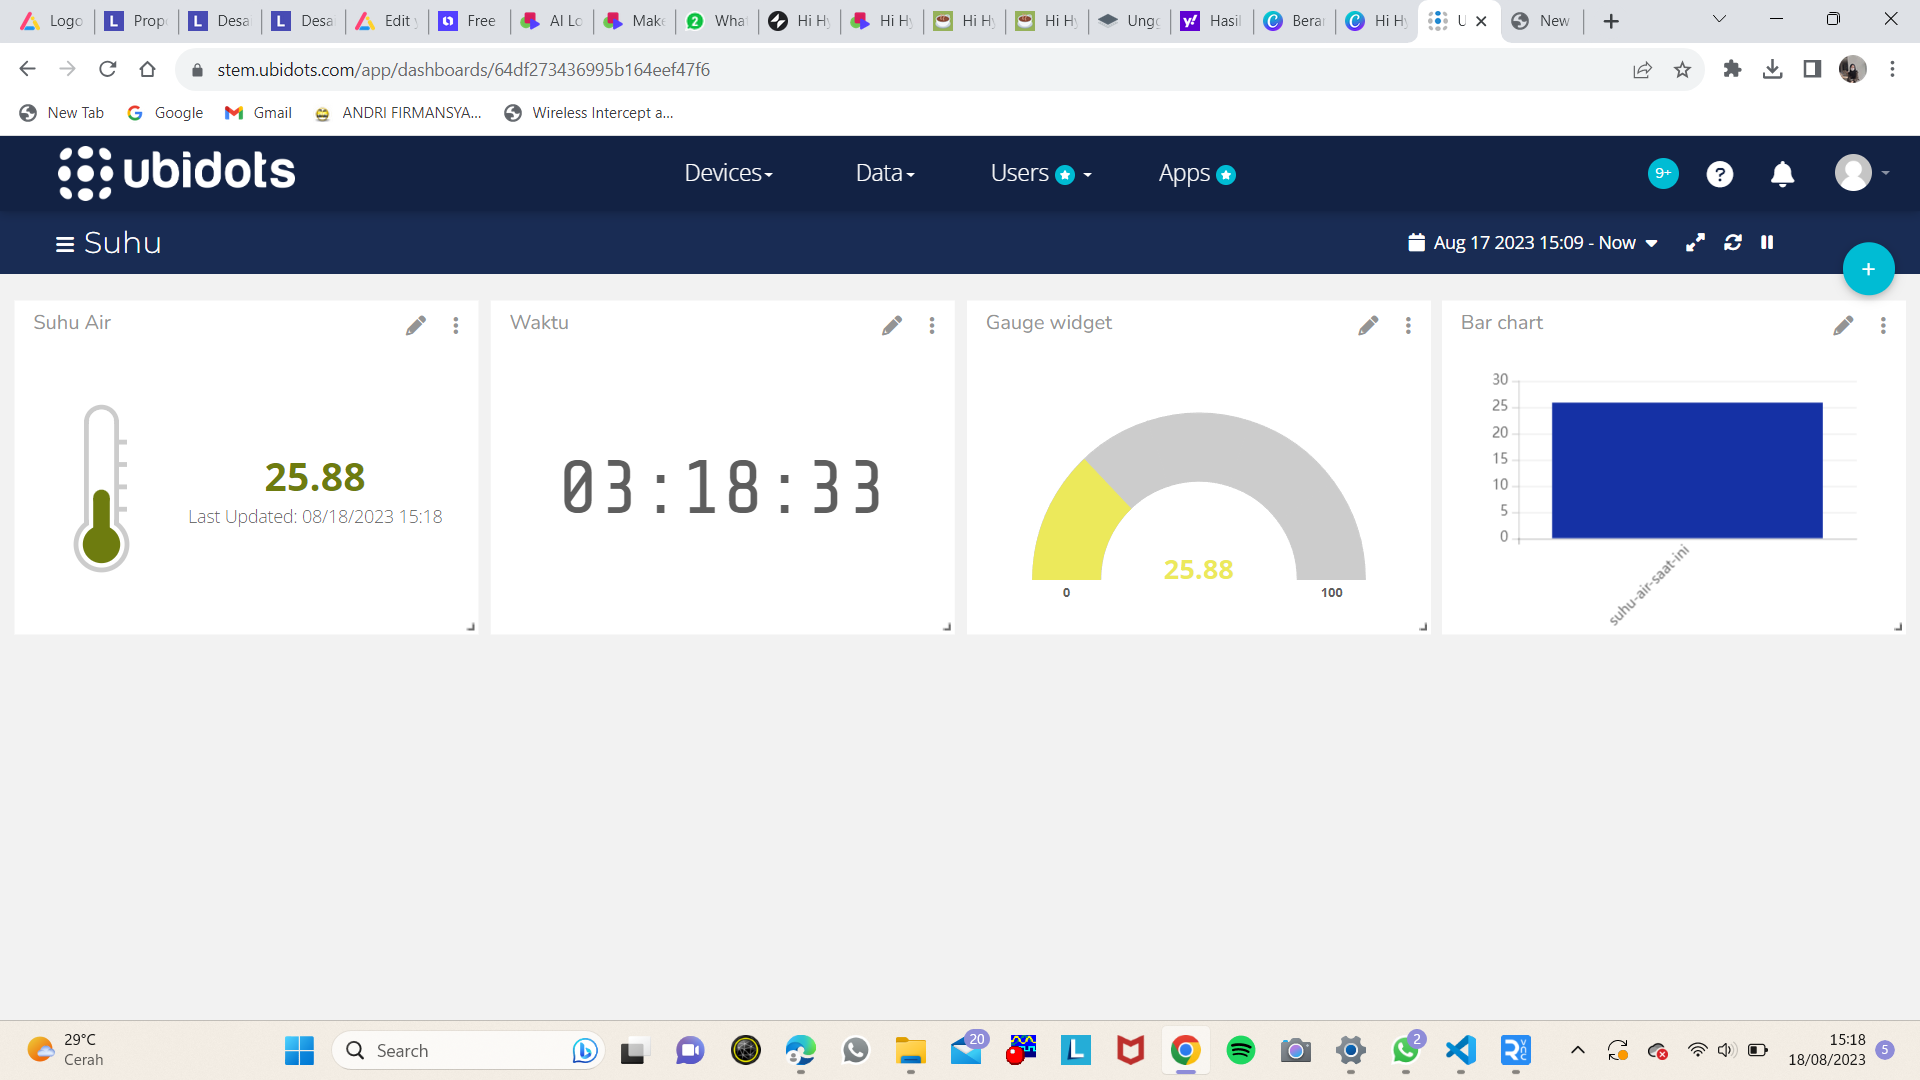 Logo
Prop
Desa
Desa
Edit y
Free
AI Lo
Make
What
Hi Hy
Hi Hy
Hi Hy
Hi Hy
Ungg
Hasil
Beran
Hi Hy
U
New
stem.ubidots.com/app/dashboards/64df273436995b164eef47f6
New Tab
Google
Gmail
ANDRI FIRMANSYA...
Wireless Intercept a...
ubidots
Devices
Data
Users
Apps
9+
?
Suhu
Aug 17 2023 15:09 - Now
+
Suhu Air
25.88
Last Updated: 08/18/2023 15:18
Waktu
03:18:33
Gauge widget
25.88
0
100
Bar chart
30
25
20
15
10
5
0
suhu-air-saat-ini
29°C
Cerah
Search
20
2
15:18
18/08/2023
5